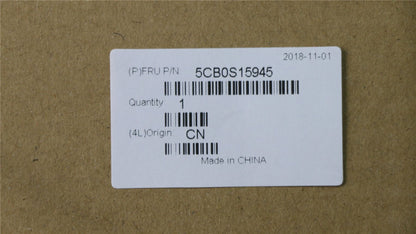 2018-11-01
(P)FRU P/N 5CB0S15945
Quantity 1
(4L)Origin CN
Made in CHINA